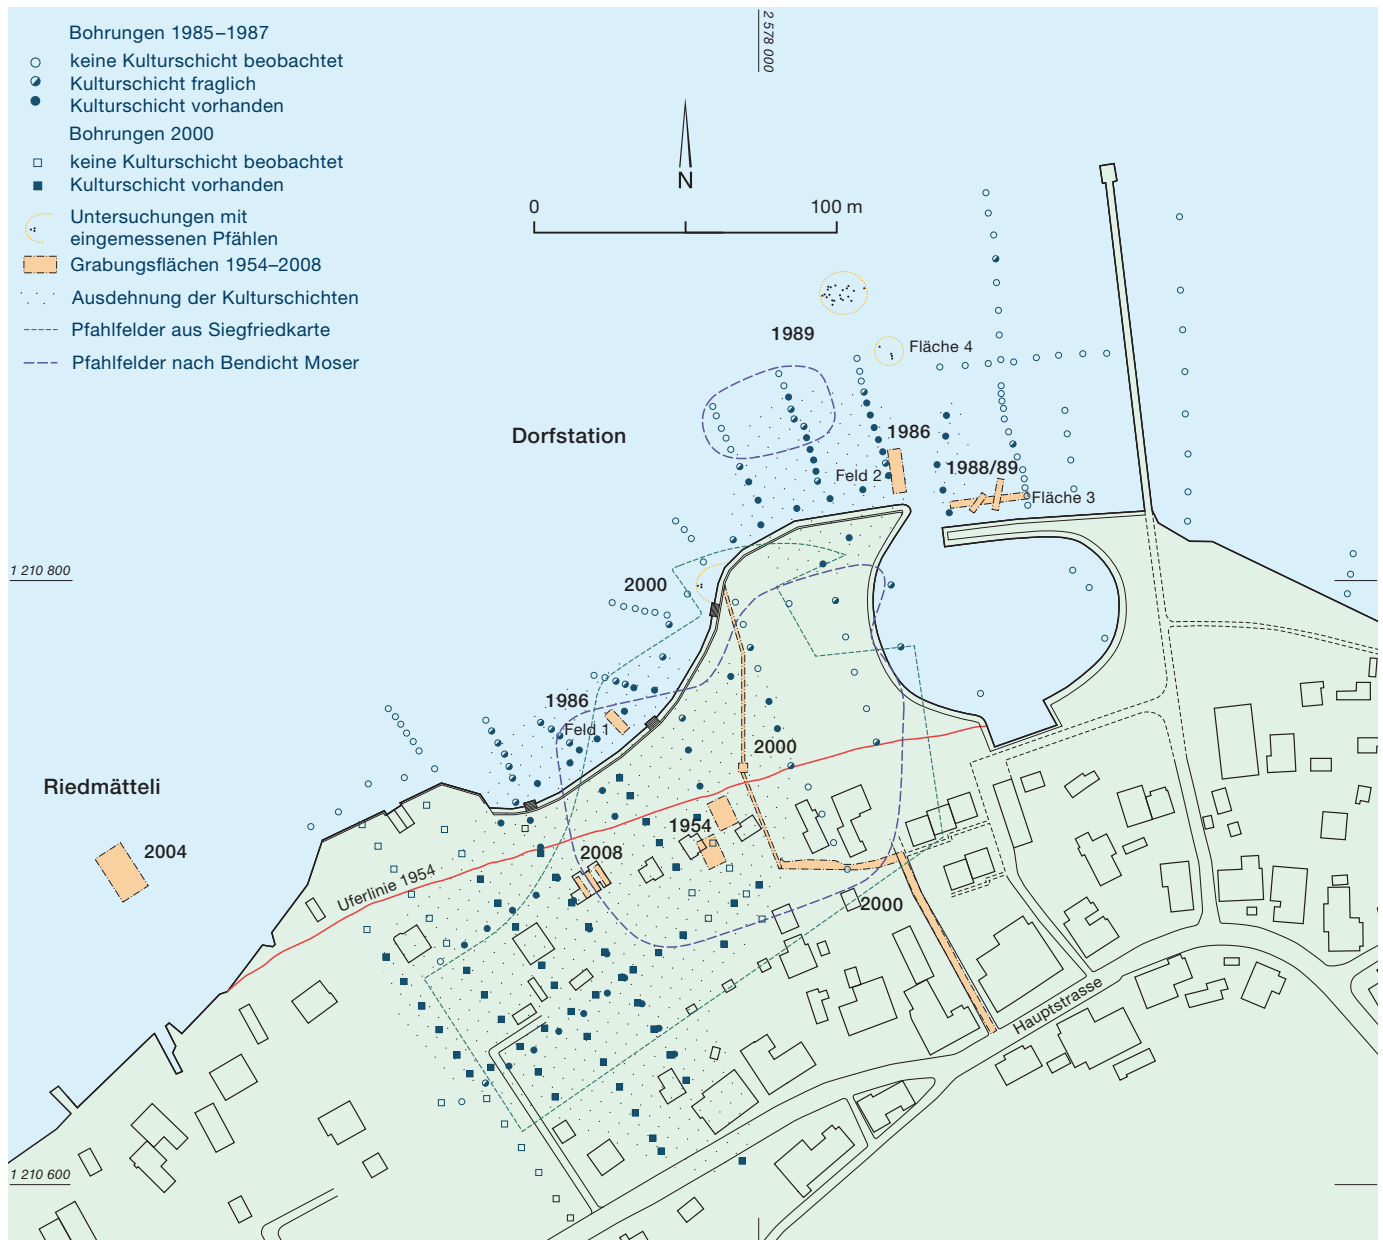 Bohrungen 1985–1987
keine Kulturschicht beobachtet
Kulturschicht fraglich
Kulturschicht vorhanden
Bohrungen 2000
keine Kulturschicht beobachtet
Kulturschicht vorhanden
Untersuchungen mit
eingemessenen Pfählen
Grabungsflächen 1954–2008
Ausdehnung der Kulturschichten
Pfahlfelder aus Siegfriedkarte
Pfahlfelder nach Bendicht Moser
2 578 000
N
0
100 m
1989
Fläche 4
Dorfstation
1986
1988/89
Feld 2
Fläche 3
1 210 800
2000
1986
Feld 1
2000
Riedmätteli
1954
2004
2008
Uferlinie 1954
2000
Hauptstrasse
1 210 600